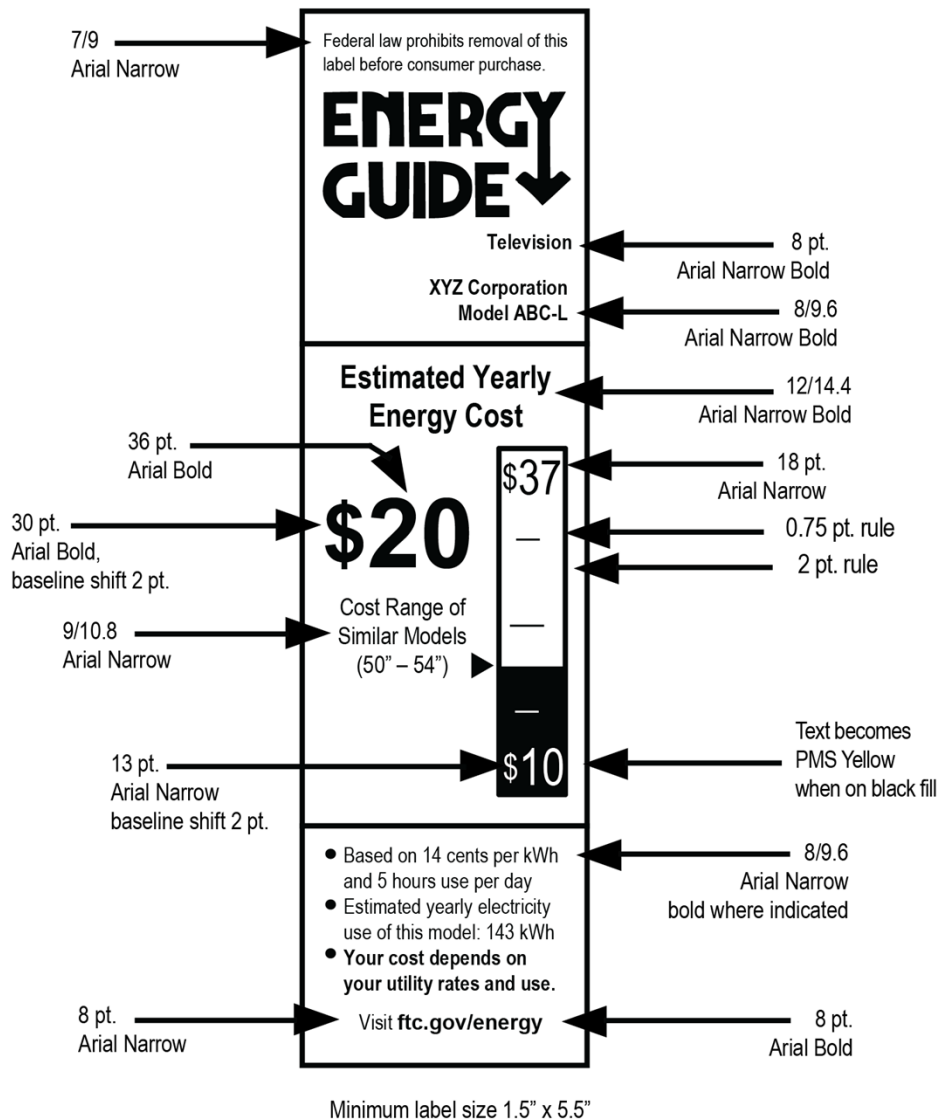 7/9
Arial Narrow
Federal law prohibits removal of this
label before consumer purchase.
ENERGY
GUIDE
Television
8 pt.
Arial Narrow Bold
XYZ Corporation
Model ABC-L
8/9.6
Arial Narrow Bold
Estimated Yearly
Energy Cost
12/14.4
Arial Narrow Bold
36 pt.
Arial Bold
$37
18 pt.
Arial Narrow
30 pt.
Arial Bold,
baseline shift 2 pt.
$20
0.75 pt. rule
2 pt. rule
9/10.8
Arial Narrow
Cost Range of
Similar Models
(50” – 54”)
13 pt.
Arial Narrow
baseline shift 2 pt.
$10
Text becomes
PMS Yellow
when on black fill
● Based on 14 cents per kWh
and 5 hours use per day
● Estimated yearly electricity
use of this model: 143 kWh
● Your cost depends on
your utility rates and use.
8/9.6
Arial Narrow
bold where indicated
8 pt.
Arial Narrow
Visit ftc.gov/energy
8 pt.
Arial Bold
Minimum label size 1.5” x 5.5”